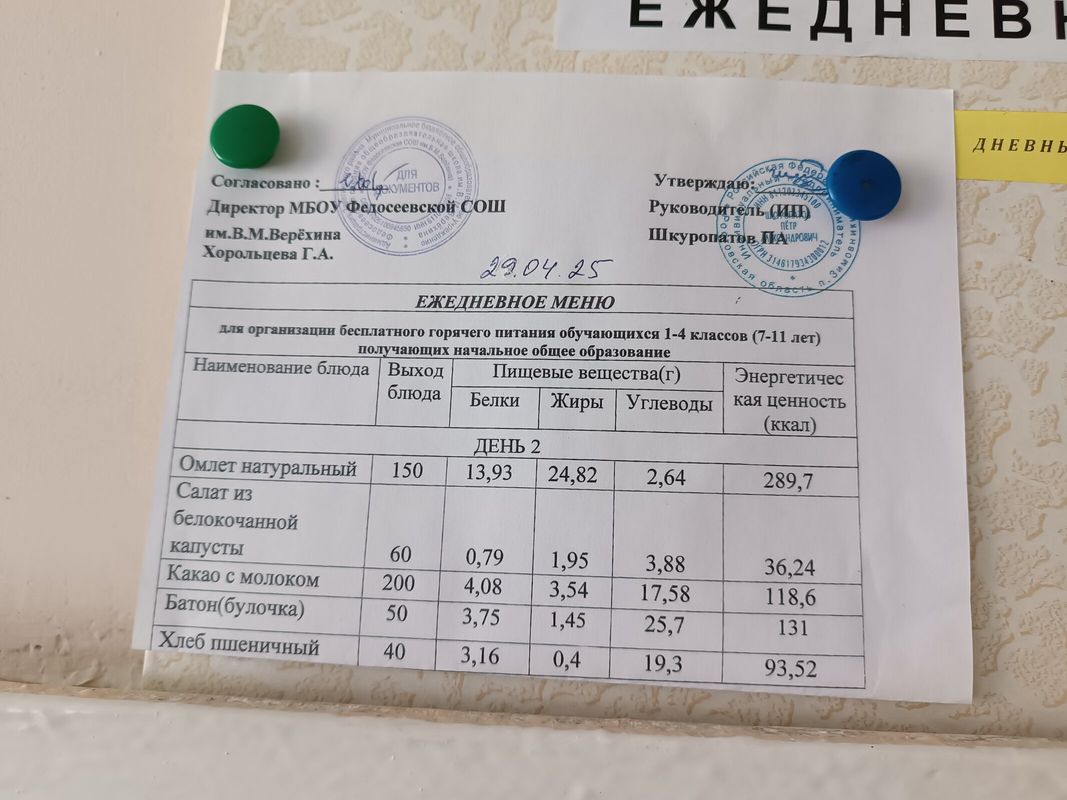 ЕЖЕДНЕВН
ДНЕВНЫ
Согласовано :
Утверждаю:
Директор МБОУ Федосеевской СОШ
Руководитель (ИП)
им.В.М.Верёхина
Шкуропатов ПА
Хорольцева Г.А.
ДЛЯ
ДОКУМЕНТОВ
29.04.25
ЕЖЕДНЕВНОЕ МЕНЮ
для организации бесплатного горячего питания обучающихся 1-4 классов (7-11 лет)
получающих начальное общее образование
Наименование блюда Выход блюда Пищевые вещества(г) Энергетичес кая ценность (ккал)
Белки Жиры Углеводы
ДЕНЬ 2
Омлет натуральный 150 13,93 24,82 2,64 289,7
Салат из
белокочанной
капусты 60 0,79 1,95 3,88 36,24
Какао с молоком 200 4,08 3,54 17,58 118,6
Батон(булочка) 50 3,75 1,45 25,7 131
Хлеб пшеничный 40 3,16 0,4 19,3 93,52